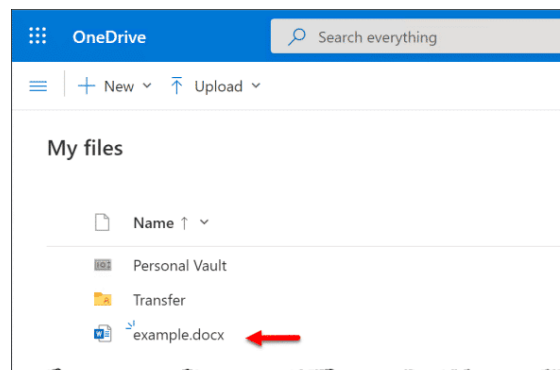 OneDrive Search everything
New Upload
My files
Name ↑
Personal Vault
Transfer
example.docx